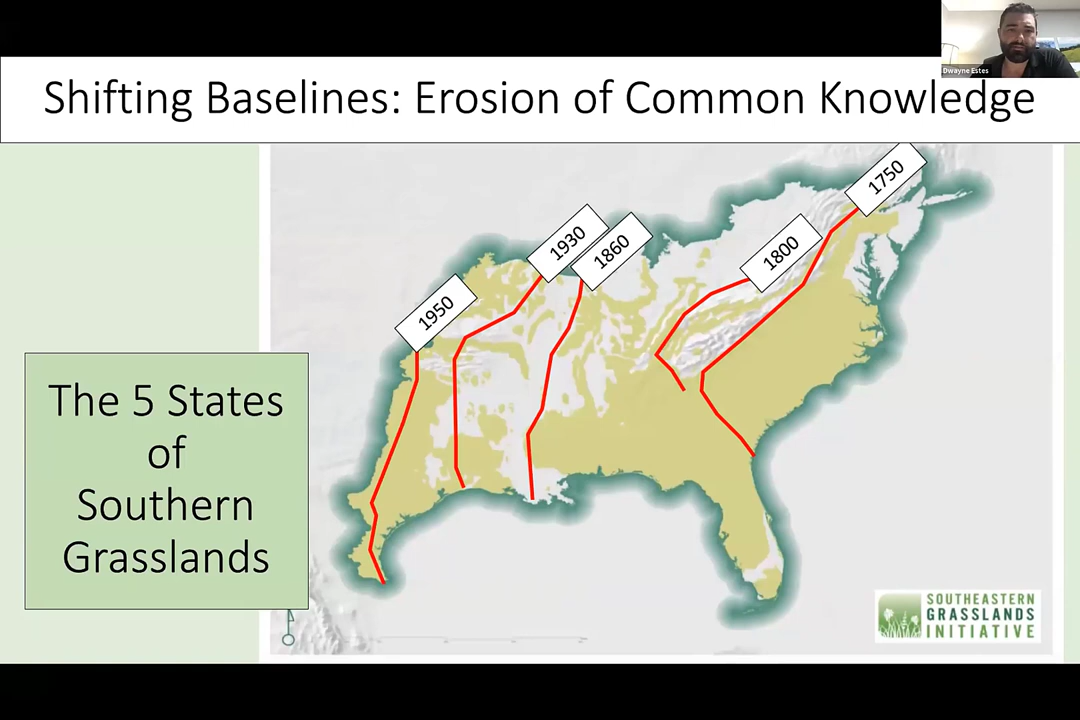 Dwayne Estes
Shifting Baselines: Erosion of Common Knowledge
1750
1930
1860
1800
1950
The 5 States
of
Southern
Grasslands
SOUTHEASTERN
GRASSLANDS
INITIATIVE